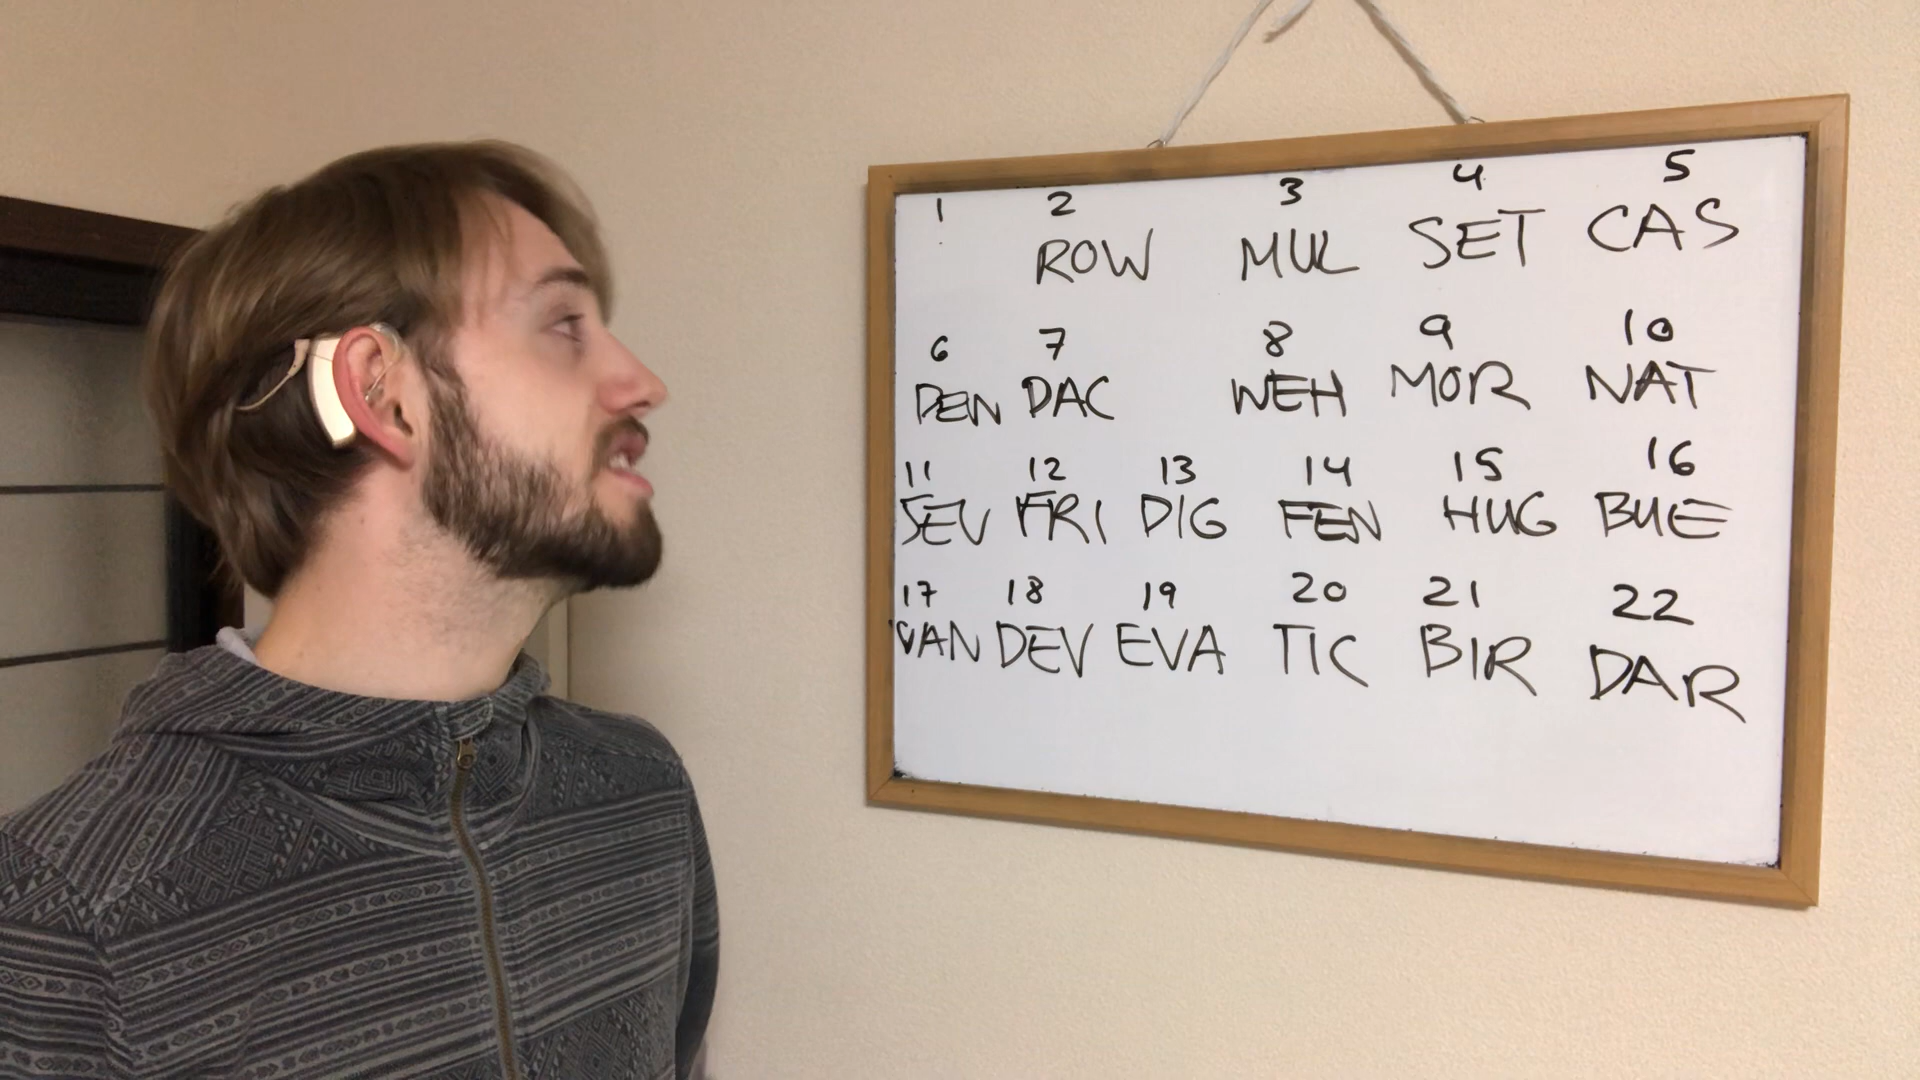 1 2 3 4 5
ROW MUL SET CAS
6 7 8 9 10
DEN DAC WEH MOR NAT
11 12 13 14 15 16
SEV FRI DIG FEN HUG BUE
17 18 19 20 21 22
VAN DEV EVA TIC BIR DAR